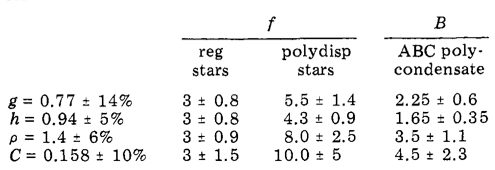 f B
reg polydisp ABC poly-
stars stars condensate
g = 0.77 ± 14% 3 ± 0.8 5.5 ± 1.4 2.25 ± 0.6
h = 0.94 ± 5% 3 ± 0.8 4.3 ± 0.9 1.65 ± 0.35
ρ = 1.4 ± 6% 3 ± 0.9 8.0 ± 2.5 3.5 ± 1.1
C = 0.158 ± 10% 3 ± 1.5 10.0 ± 5 4.5 ± 2.3